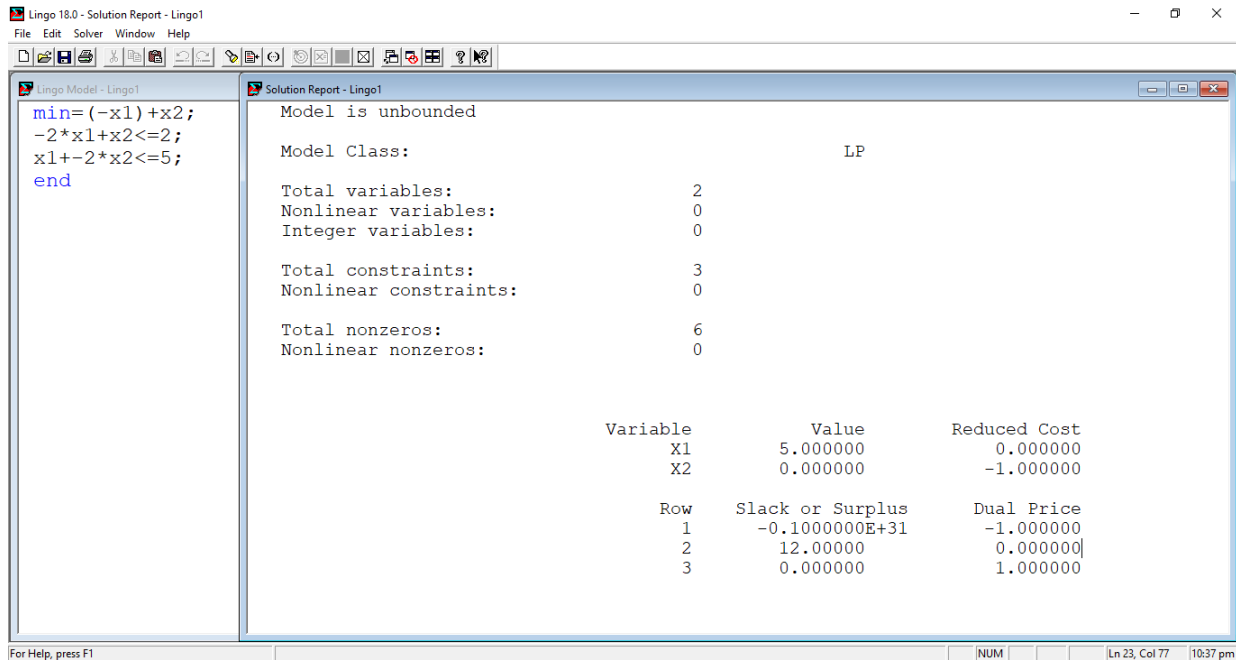 Lingo 18.0 - Solution Report - Lingo1
File Edit Solver Window Help
Lingo Model - Lingo1
min=(-x1)+x2;
-2*x1+x2<=2;
x1+-2*x2<=5;
end
Solution Report - Lingo1
Model is unbounded
Model Class: LP
Total variables: 2
Nonlinear variables: 0
Integer variables: 0
Total constraints: 3
Nonlinear constraints: 0
Total nonzeros: 6
Nonlinear nonzeros: 0
Variable Value Reduced Cost
X1 5.000000 0.000000
X2 0.000000 -1.000000
Row Slack or Surplus Dual Price
1 -0.1000000E+31 -1.000000
2 12.00000 0.000000
3 0.000000 1.000000
For Help, press F1 NUM Ln 23, Col 77 10:37 pm